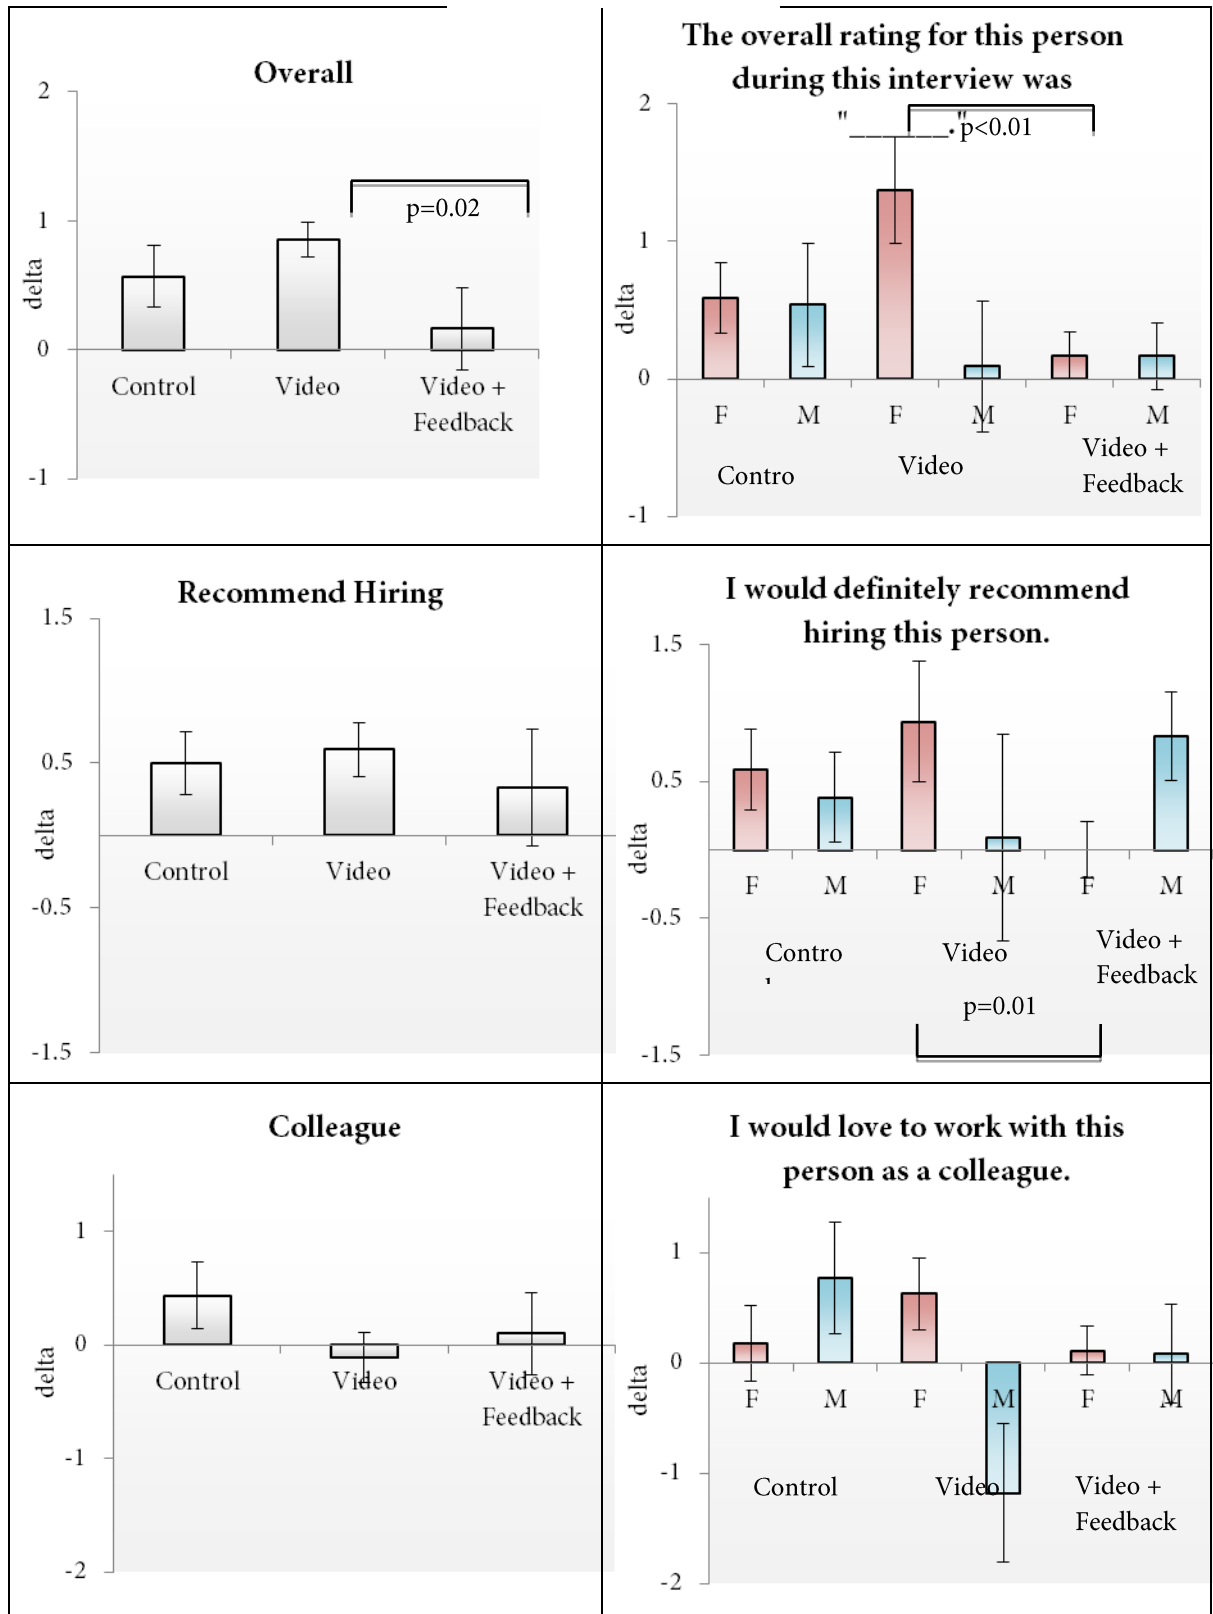 Overall
2
1
0
-1
delta
p=0.02
Control
Video
Video +
Feedback
The overall rating for this person
during this interview was
"_______."
2
1
0
-1
delta
p<0.01
F
M
F
M
F
M
Contro
Video
Video +
Feedback
Recommend Hiring
1.5
0.5
-0.5
-1.5
delta
Control
Video
Video +
Feedback
I would definitely recommend
hiring this person.
1.5
0.5
-0.5
-1.5
delta
F
M
F
M
F
M
Contro
Video
Video +
Feedback
p=0.01
Colleague
1
0
-1
-2
delta
Control
Video
Video +
Feedback
I would love to work with this
person as a colleague.
1
0
-1
-2
delta
F
M
F
M
F
M
Control
Video
Video +
Feedback